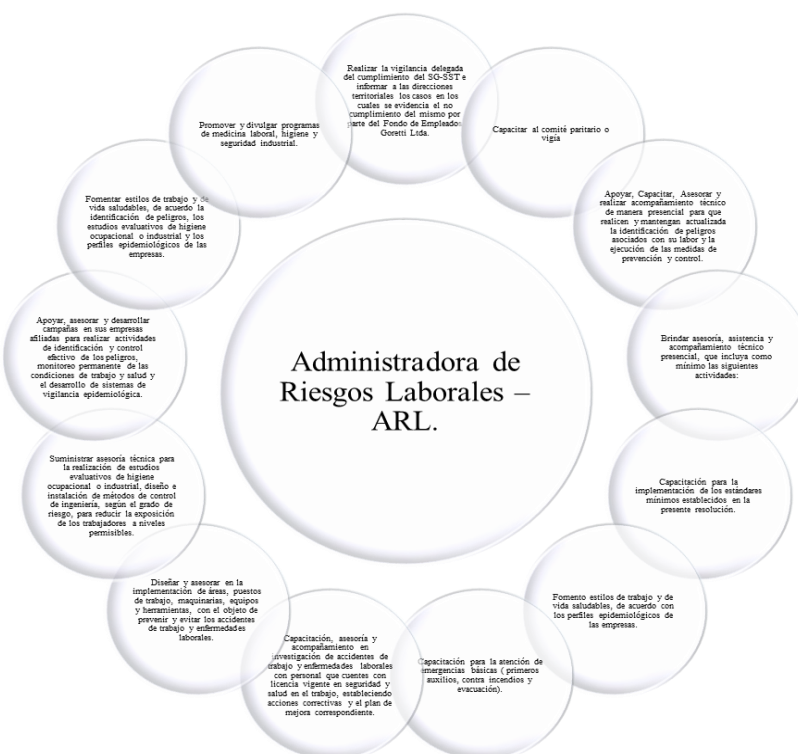 Administradora de
Riesgos Laborales –
ARL.
Realizar la vigilancia delegada
del cumplimiento del SG-SST e
informar a las direcciones
territoriales los casos en los
cuales se evidencia el no
cumplimiento del mismo por
parte del Fondo de Empleados
Goretti Ltda.
Capacitar al comité paritario o
vigía
Apoyar, Capacitar, Asesorar y
realizar acompañamiento técnico
de manera presencial para que
realicen y mantengan actualizada
la identificación de peligros
asociados con su labor y la
ejecución de las medidas de
prevención y control.
Brindar asesoría, asistencia y
acompañamiento técnico
presencial, que incluya como
mínimo las siguientes
actividades:
Capacitación para la
implementación de los estándares
mínimos establecidos en la
presente resolución.
Fomento estilos de trabajo y de
vida saludables, de acuerdo con
los perfiles epidemiológicos de
las empresas.
Capacitación para la atención de
emergencias básicas ( primeros
auxilios, contra incendios y
evacuación).
Capacitación, asesoría y
acompañamiento en
investigación de accidentes de
trabajo y enfermedades laborales
con personal que cuentes con
licencia vigente en seguridad y
salud en el trabajo, estableciendo
acciones correctivas y el plan de
mejora correspondiente.
Diseñar y asesorar en la
implementación de áreas, puestos
de trabajo, maquinarias, equipos
y herramientas, con el objeto de
prevenir y evitar los accidentes
de trabajo y enfermedades
laborales.
Suministrar asesoría técnica para
la realización de estudios
evaluativos de higiene
ocupacional o industrial, diseño e
instalación de métodos de control
de ingeniería, según el grado de
riesgo, para reducir la exposición
de los trabajadores a niveles
permisibles.
Apoyar, asesorar y desarrollar
campañas en sus empresas
afiliadas para realizar actividades
de identificación y control
efectivo de los peligros,
monitoreo permanente de las
condiciones de trabajo y salud y
el desarrollo de sistemas de
vigilancia epidemiológica.
Fomentar estilos de trabajo y de
vida saludables, de acuerdo la
identificación de peligros, los
estudios evaluativos de higiene
ocupacional o industrial y los
perfiles epidemiológicos de las
empresas.
Promover y divulgar programas
de medicina laboral, higiene y
seguridad industrial.